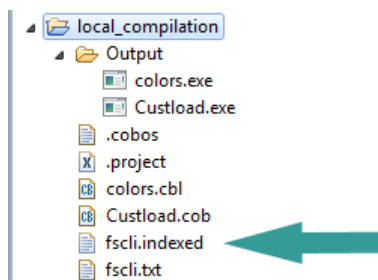 local_compilation
Output
colors.exe
Custload.exe
.cobos
.project
colors.cbl
Custload.cob
fscli.indexed
fscli.txt